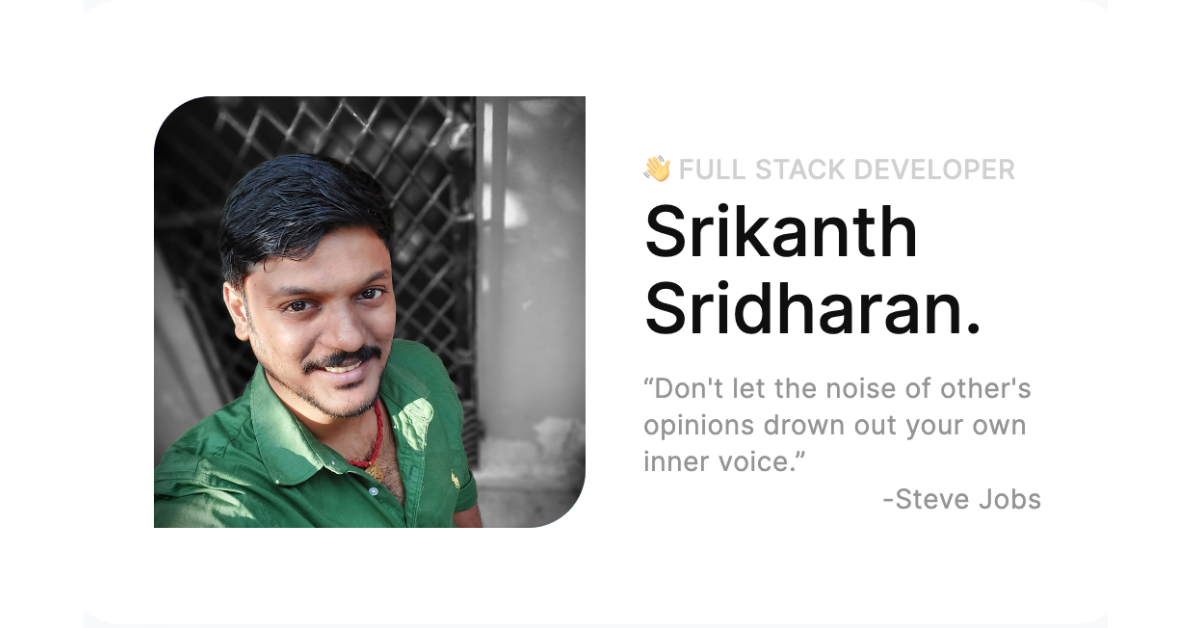 👋 FULL STACK DEVELOPER
Srikanth
Sridharan.
“Don't let the noise of other's
opinions drown out your own
inner voice.”
-Steve Jobs